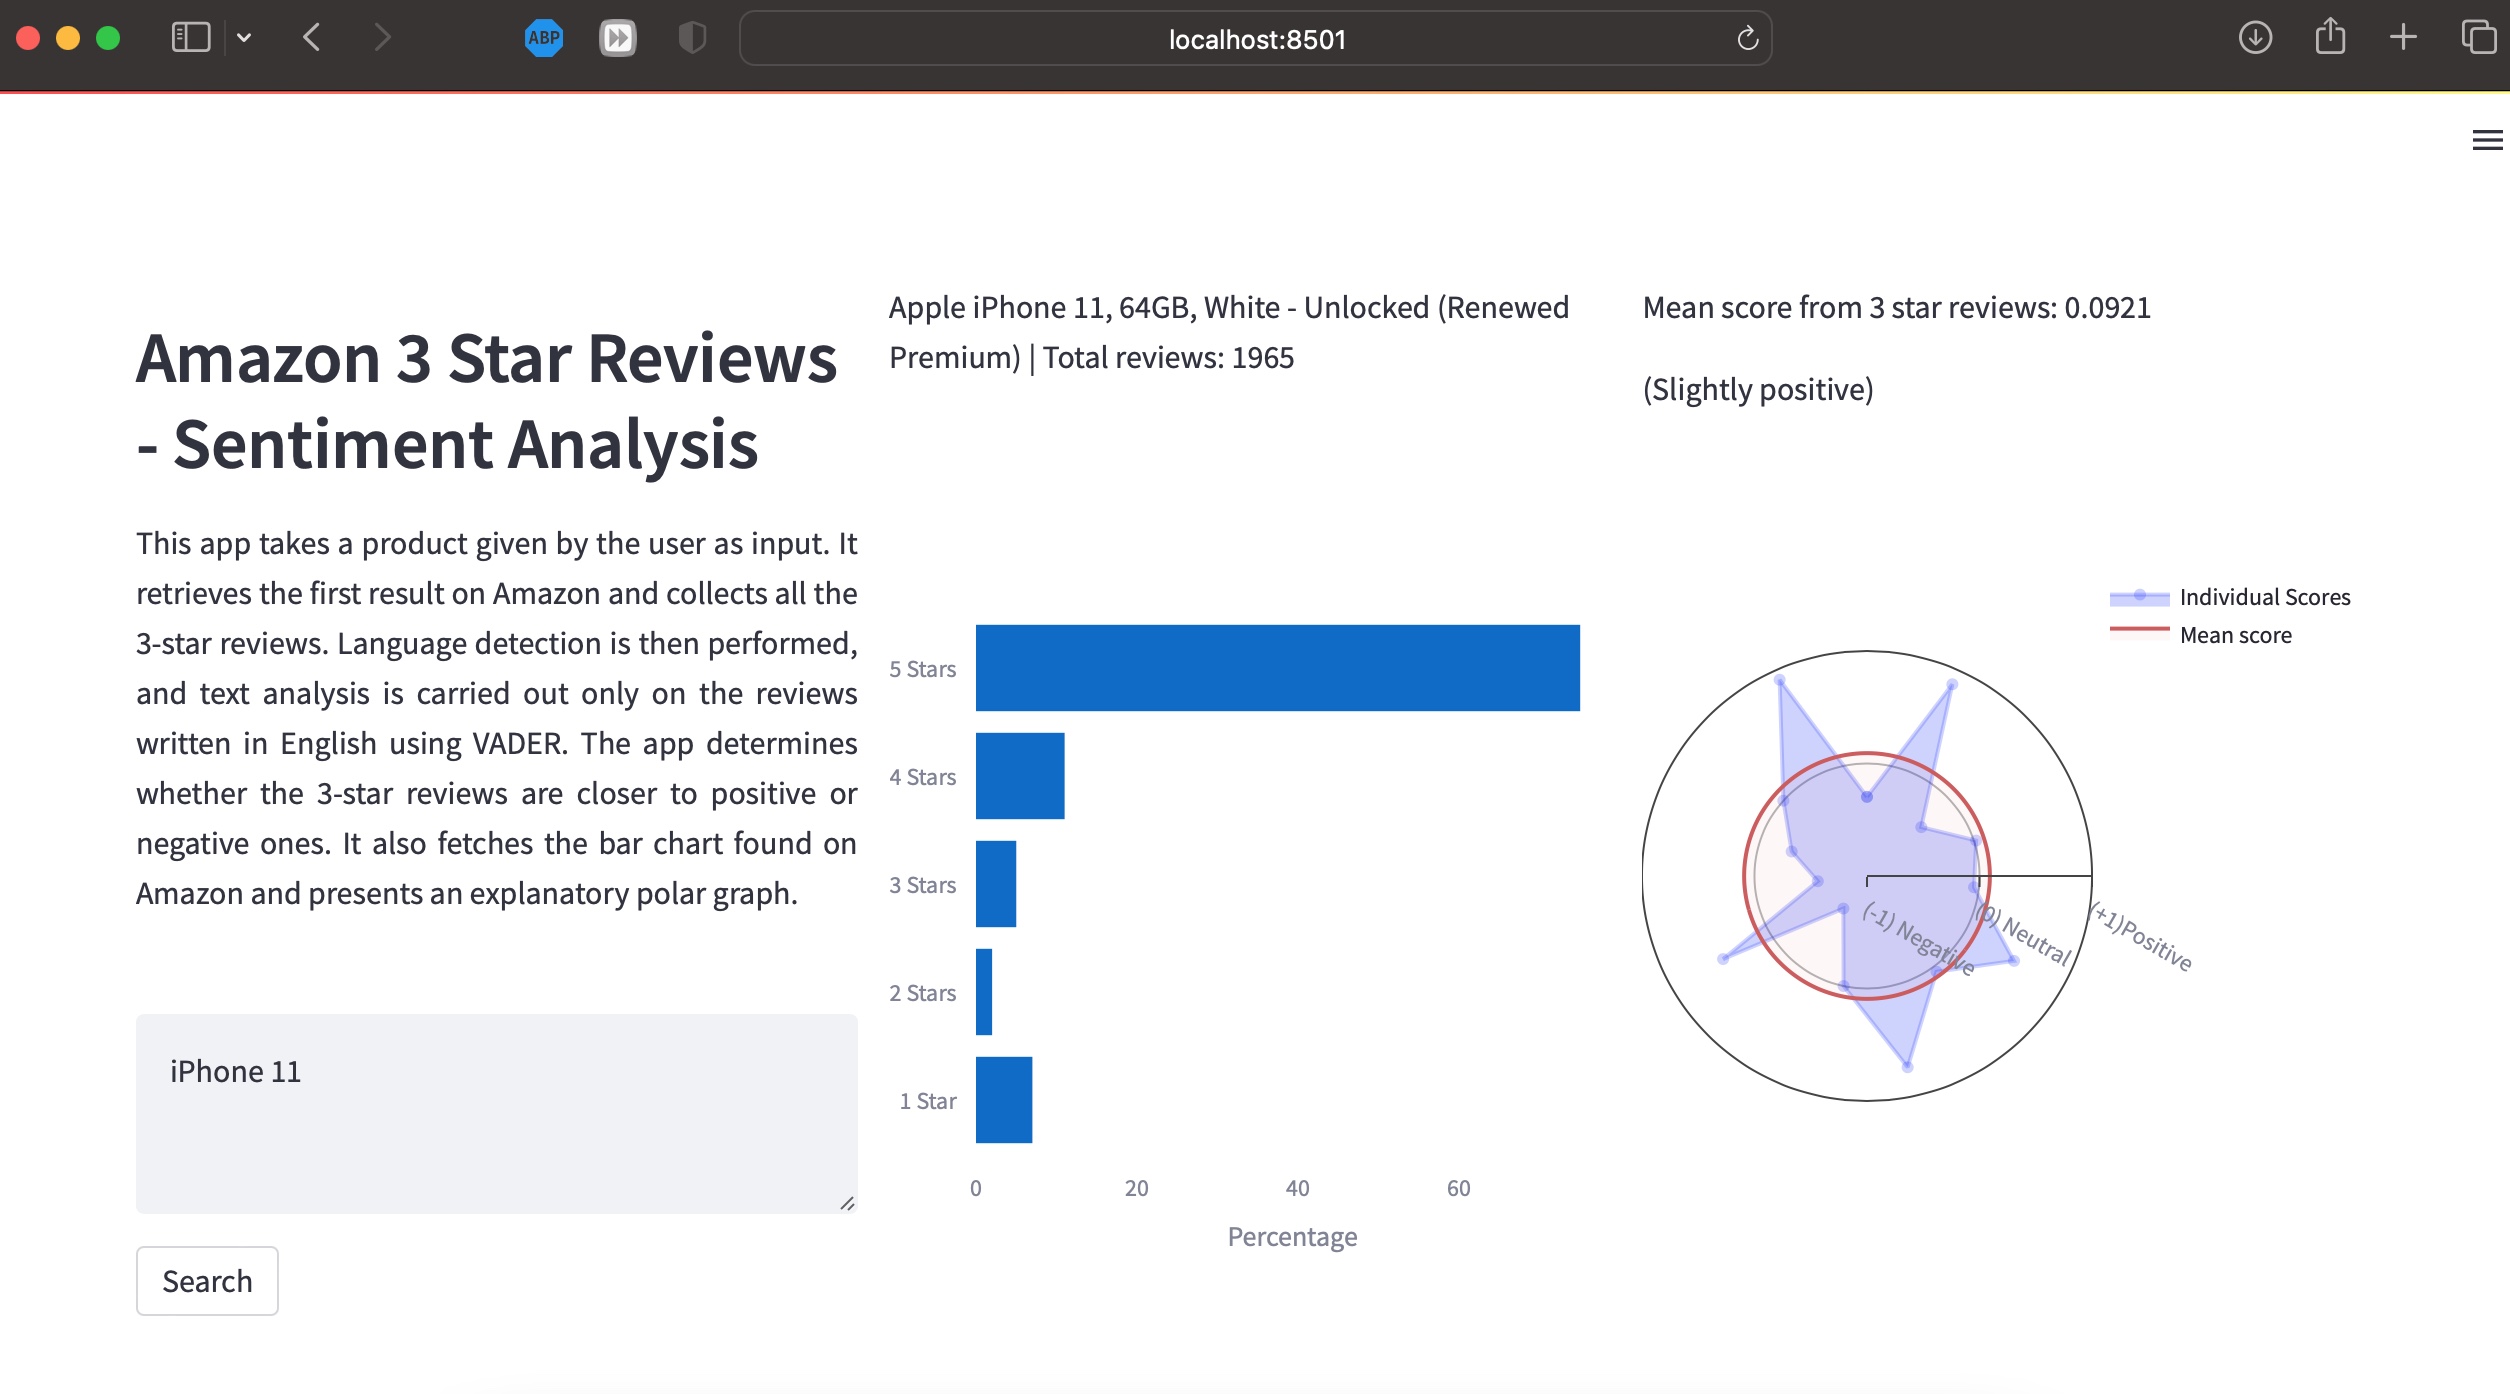 ABP
localhost:8501
Amazon 3 Star Reviews
- Sentiment Analysis
This app takes a product given by the user as input. It
retrieves the first result on Amazon and collects all the
3-star reviews. Language detection is then performed,
and text analysis is carried out only on the reviews
written in English using VADER. The app determines
whether the 3-star reviews are closer to positive or
negative ones. It also fetches the bar chart found on
Amazon and presents an explanatory polar graph.
iPhone 11
Search
Apple iPhone 11, 64GB, White - Unlocked (Renewed
Premium) | Total reviews: 1965
5 Stars
4 Stars
3 Stars
2 Stars
1 Star
0 20 40 60
Percentage
Mean score from 3 star reviews: 0.0921
(Slightly positive)
Individual Scores
Mean score
(-1) Negative
(0) Neutral
(+1)Positive